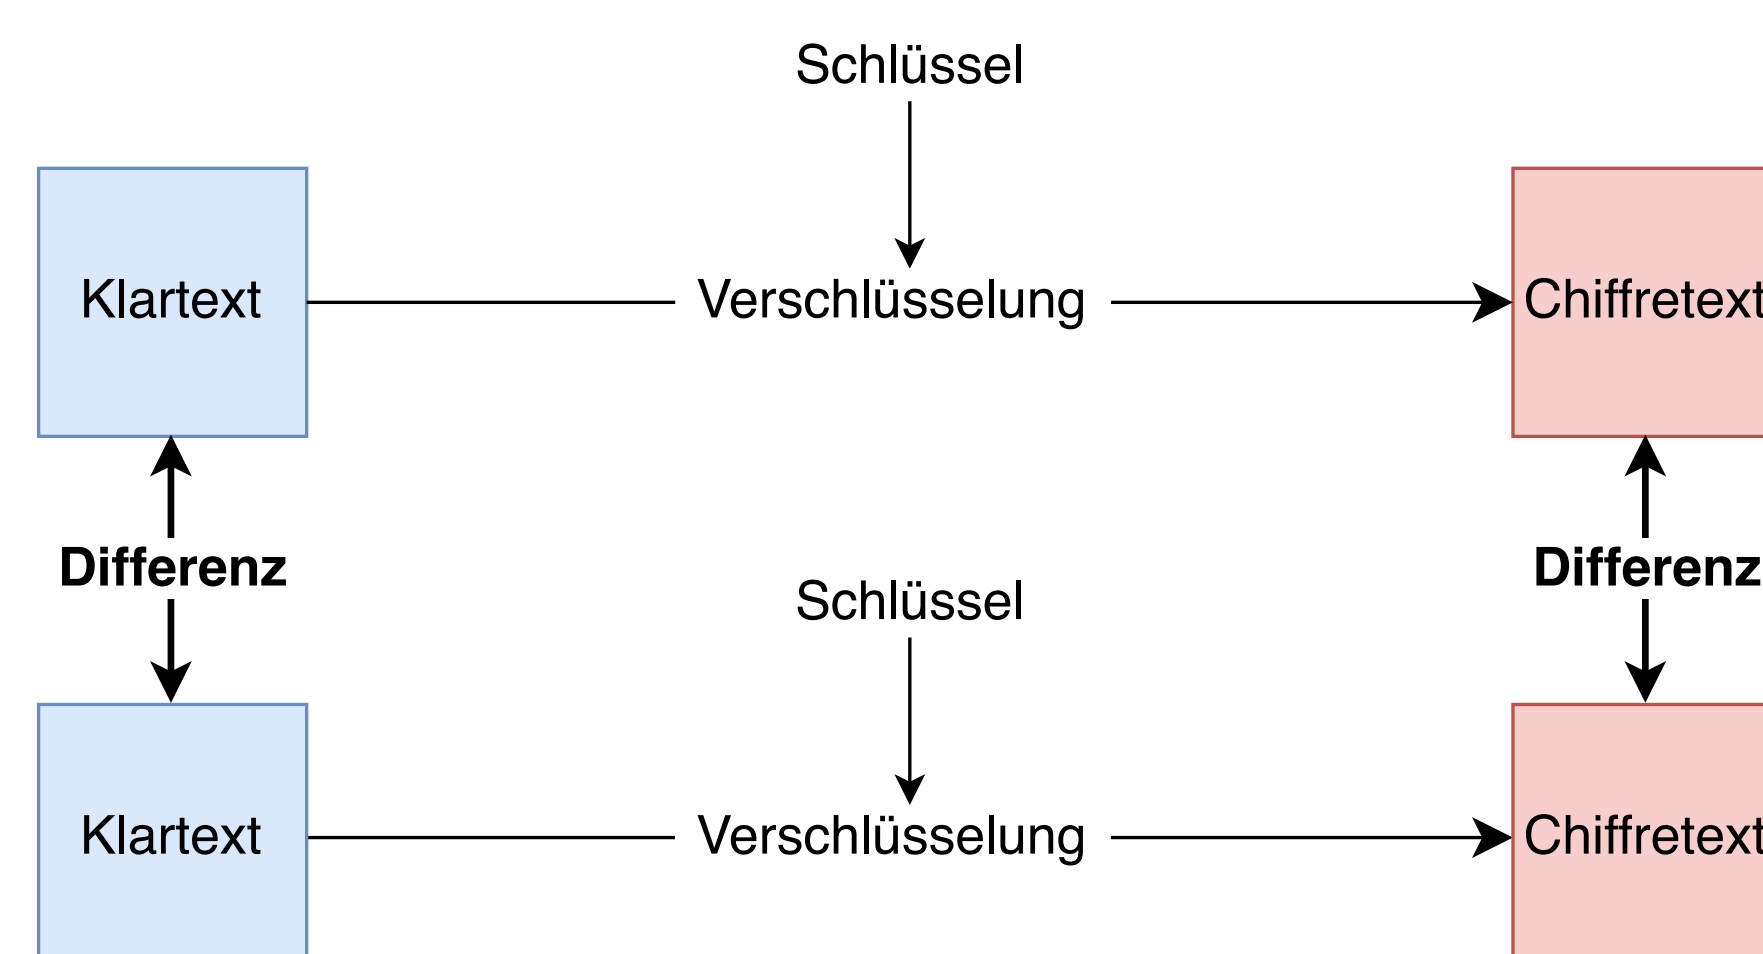 Schlüssel
Klartext
Verschlüsselung
Chiffretext
Differenz
Differenz
Schlüssel
Klartext
Verschlüsselung
Chiffretext